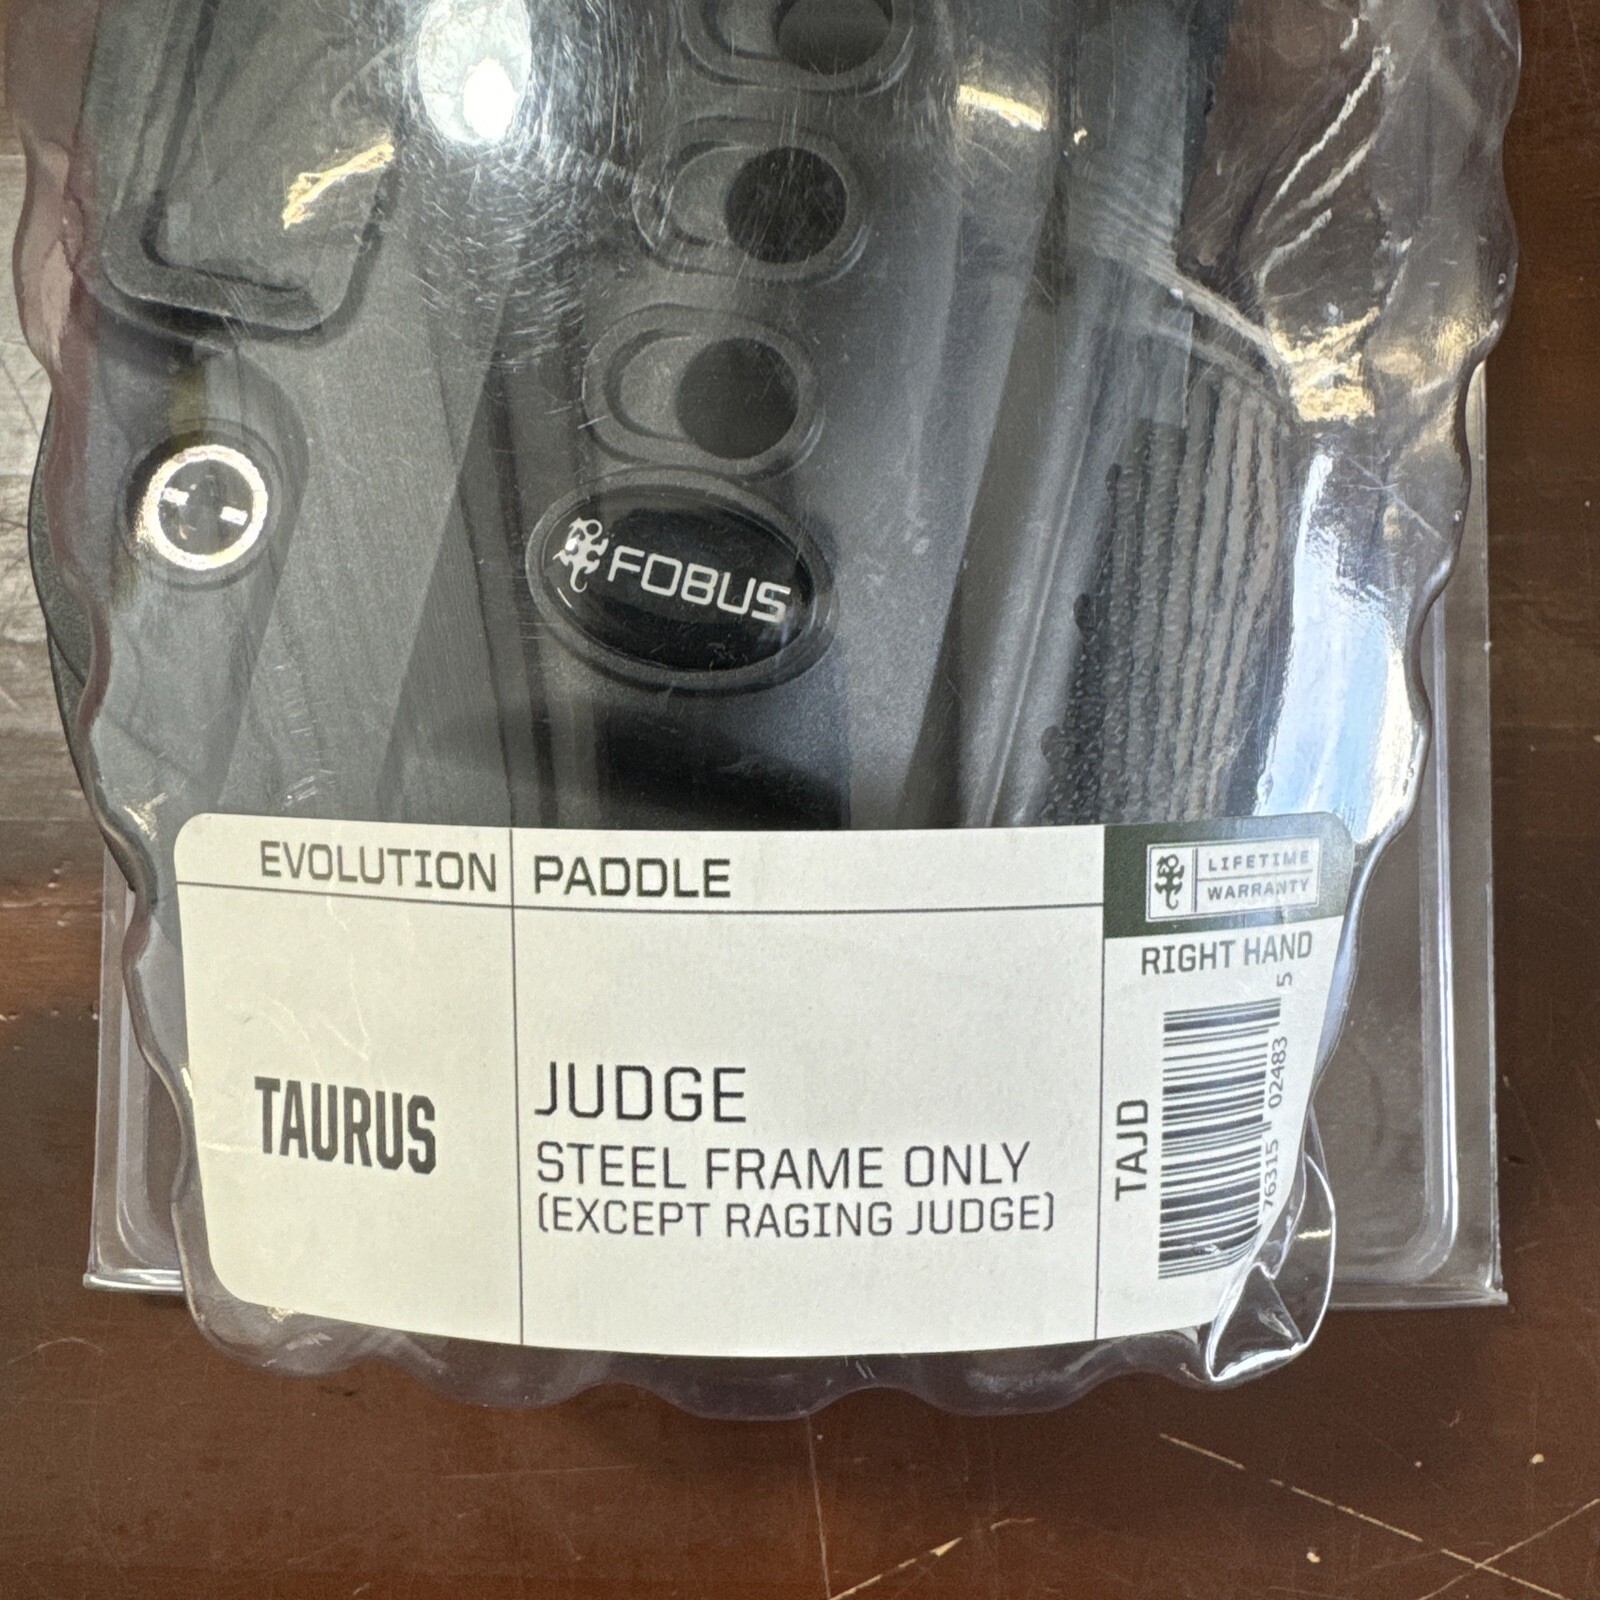 FOBUS
EVOLUTION
PADDLE
LIFETIME
WARRANTY
RIGHT HAND
TAURUS
JUDGE
STEEL FRAME ONLY
(EXCEPT RAGING JUDGE)
TAJD
76315 02483 5